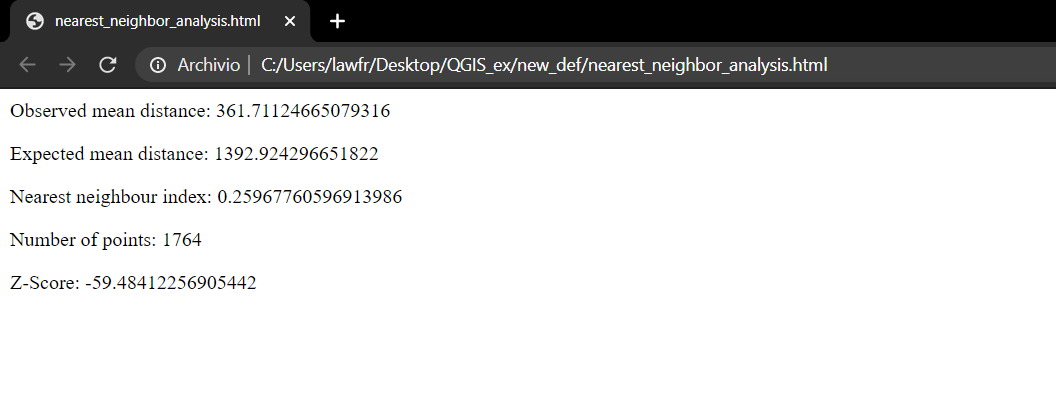 nearest_neighbor_analysis.html
Archivio | C:/Users/lawfr/Desktop/QGIS_ex/new_def/nearest_neighbor_analysis.html
Observed mean distance: 361.71124665079316
Expected mean distance: 1392.924296651822
Nearest neighbour index: 0.25967760596913986
Number of points: 1764
Z-Score: -59.48412256905442